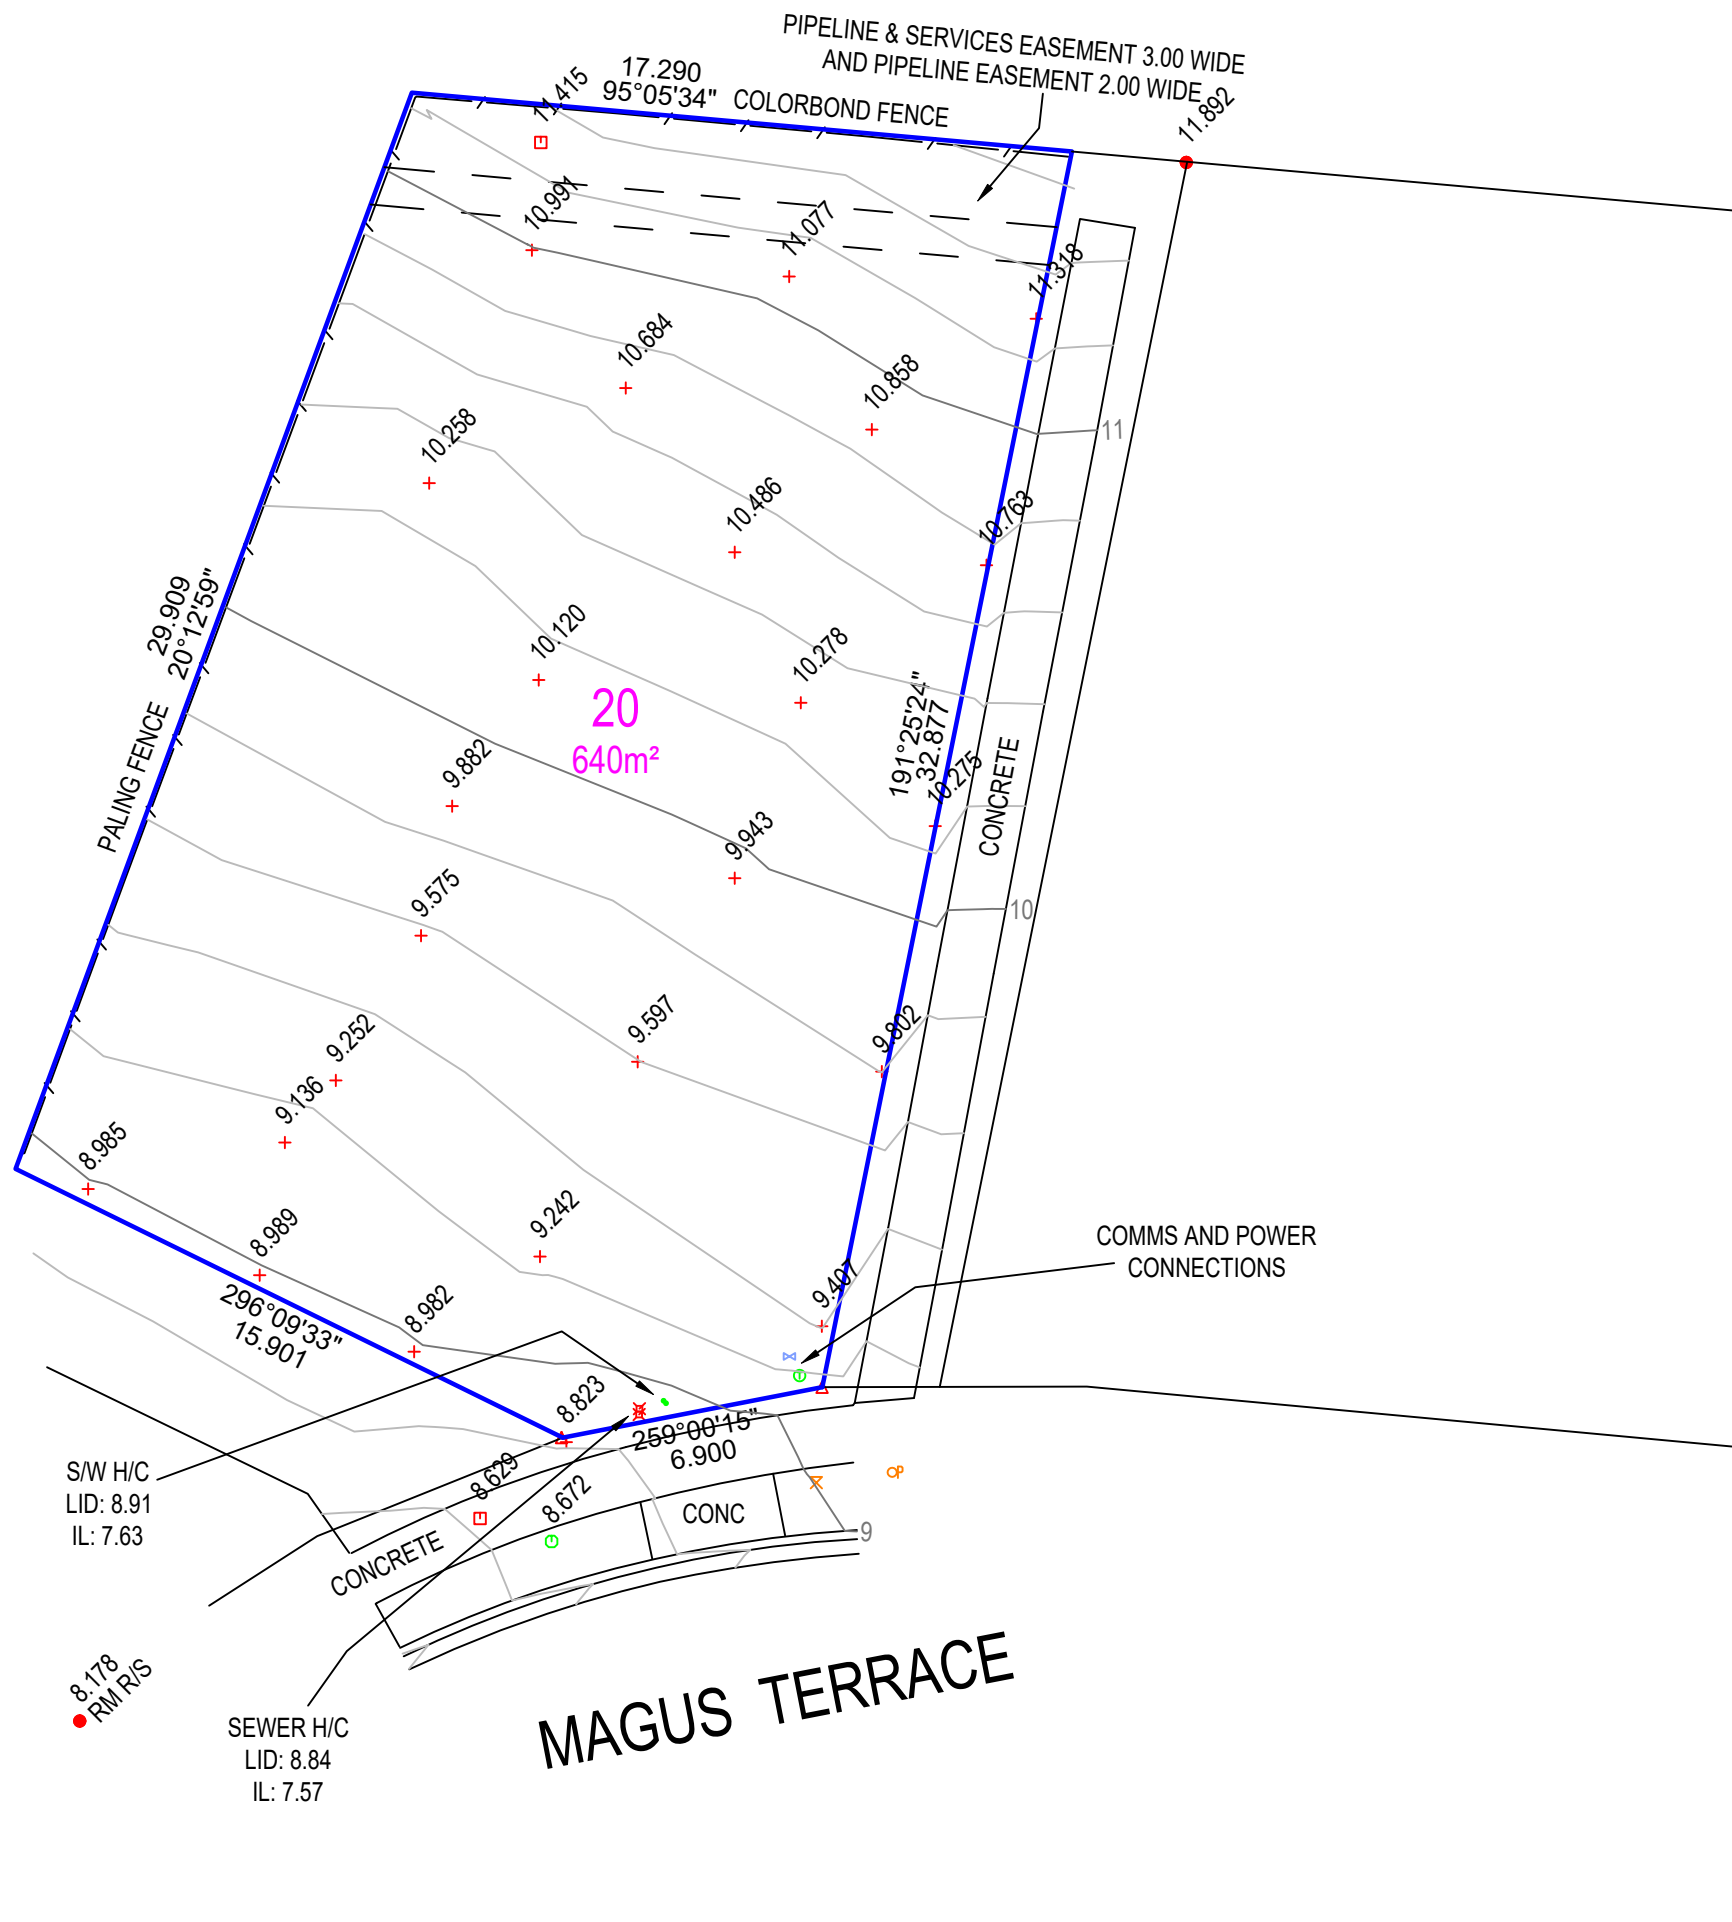 PIPELINE & SERVICES EASEMENT 3.00 WIDE
AND PIPELINE EASEMENT 2.00 WIDE
17.290
95°05'34"
COLORBOND FENCE
11.415
11.892
10.991
11.077
11.318
10.684
10.858
11
10.258
10.486
10.763
29.909
20°12'59"
PALING FENCE
10.120
10.278
20
640m²
191°25'24"
32.877
10.275
CONCRETE
9.882
9.943
10
9.575
9.597
9.802
9.252
9.136
8.985
8.989
9.242
8.982
9.407
COMMS AND POWER
CONNECTIONS
296°09'33"
15.901
8.823
259°00'15"
6.900
S/W H/C
LID: 8.91
IL: 7.63
8.629
8.672
CONC
9
CONCRETE
8.178
RM R/S
SEWER H/C
LID: 8.84
IL: 7.57
MAGUS TERRACE